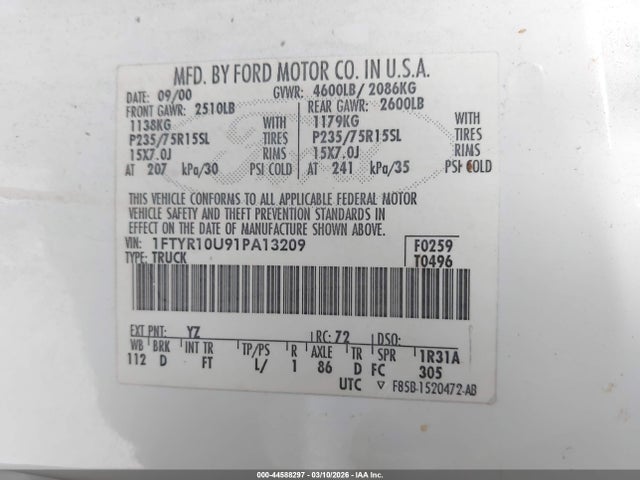 MFD. BY FORD MOTOR CO. IN U.S.A.
DATE: 09/00 GVWR: 4600LB/ 2086KG
FRONT GAWR: 2510LB REAR GAWR: 2600LB
1138KG WITH 1179KG WITH
P235/75R15SL TIRES P235/75R15SL TIRES
15X7.0J RIMS 15X7.0J RIMS
AT 207 kPa/30 PSI COLD AT 241 kPa/35 PSI COLD
THIS VEHICLE CONFORMS TO ALL APPLICABLE FEDERAL MOTOR
VEHICLE SAFETY AND THEFT PREVENTION STANDARDS IN
EFFECT ON THE DATE OF MANUFACTURE SHOWN ABOVE.
VIN: 1FTYR10U91PA13209 F0259
TYPE: TRUCK T0496
EXT PNT: YZ RC: 72 DSO:
WB BRK INT TR TP/PS R AXLE TR SPR 1R31A
112 D FT L/ 1 86 D FC 305
UTC ▽ F85B-1520472-AB
000-44588297 - 03/10/2026 - IAA Inc.